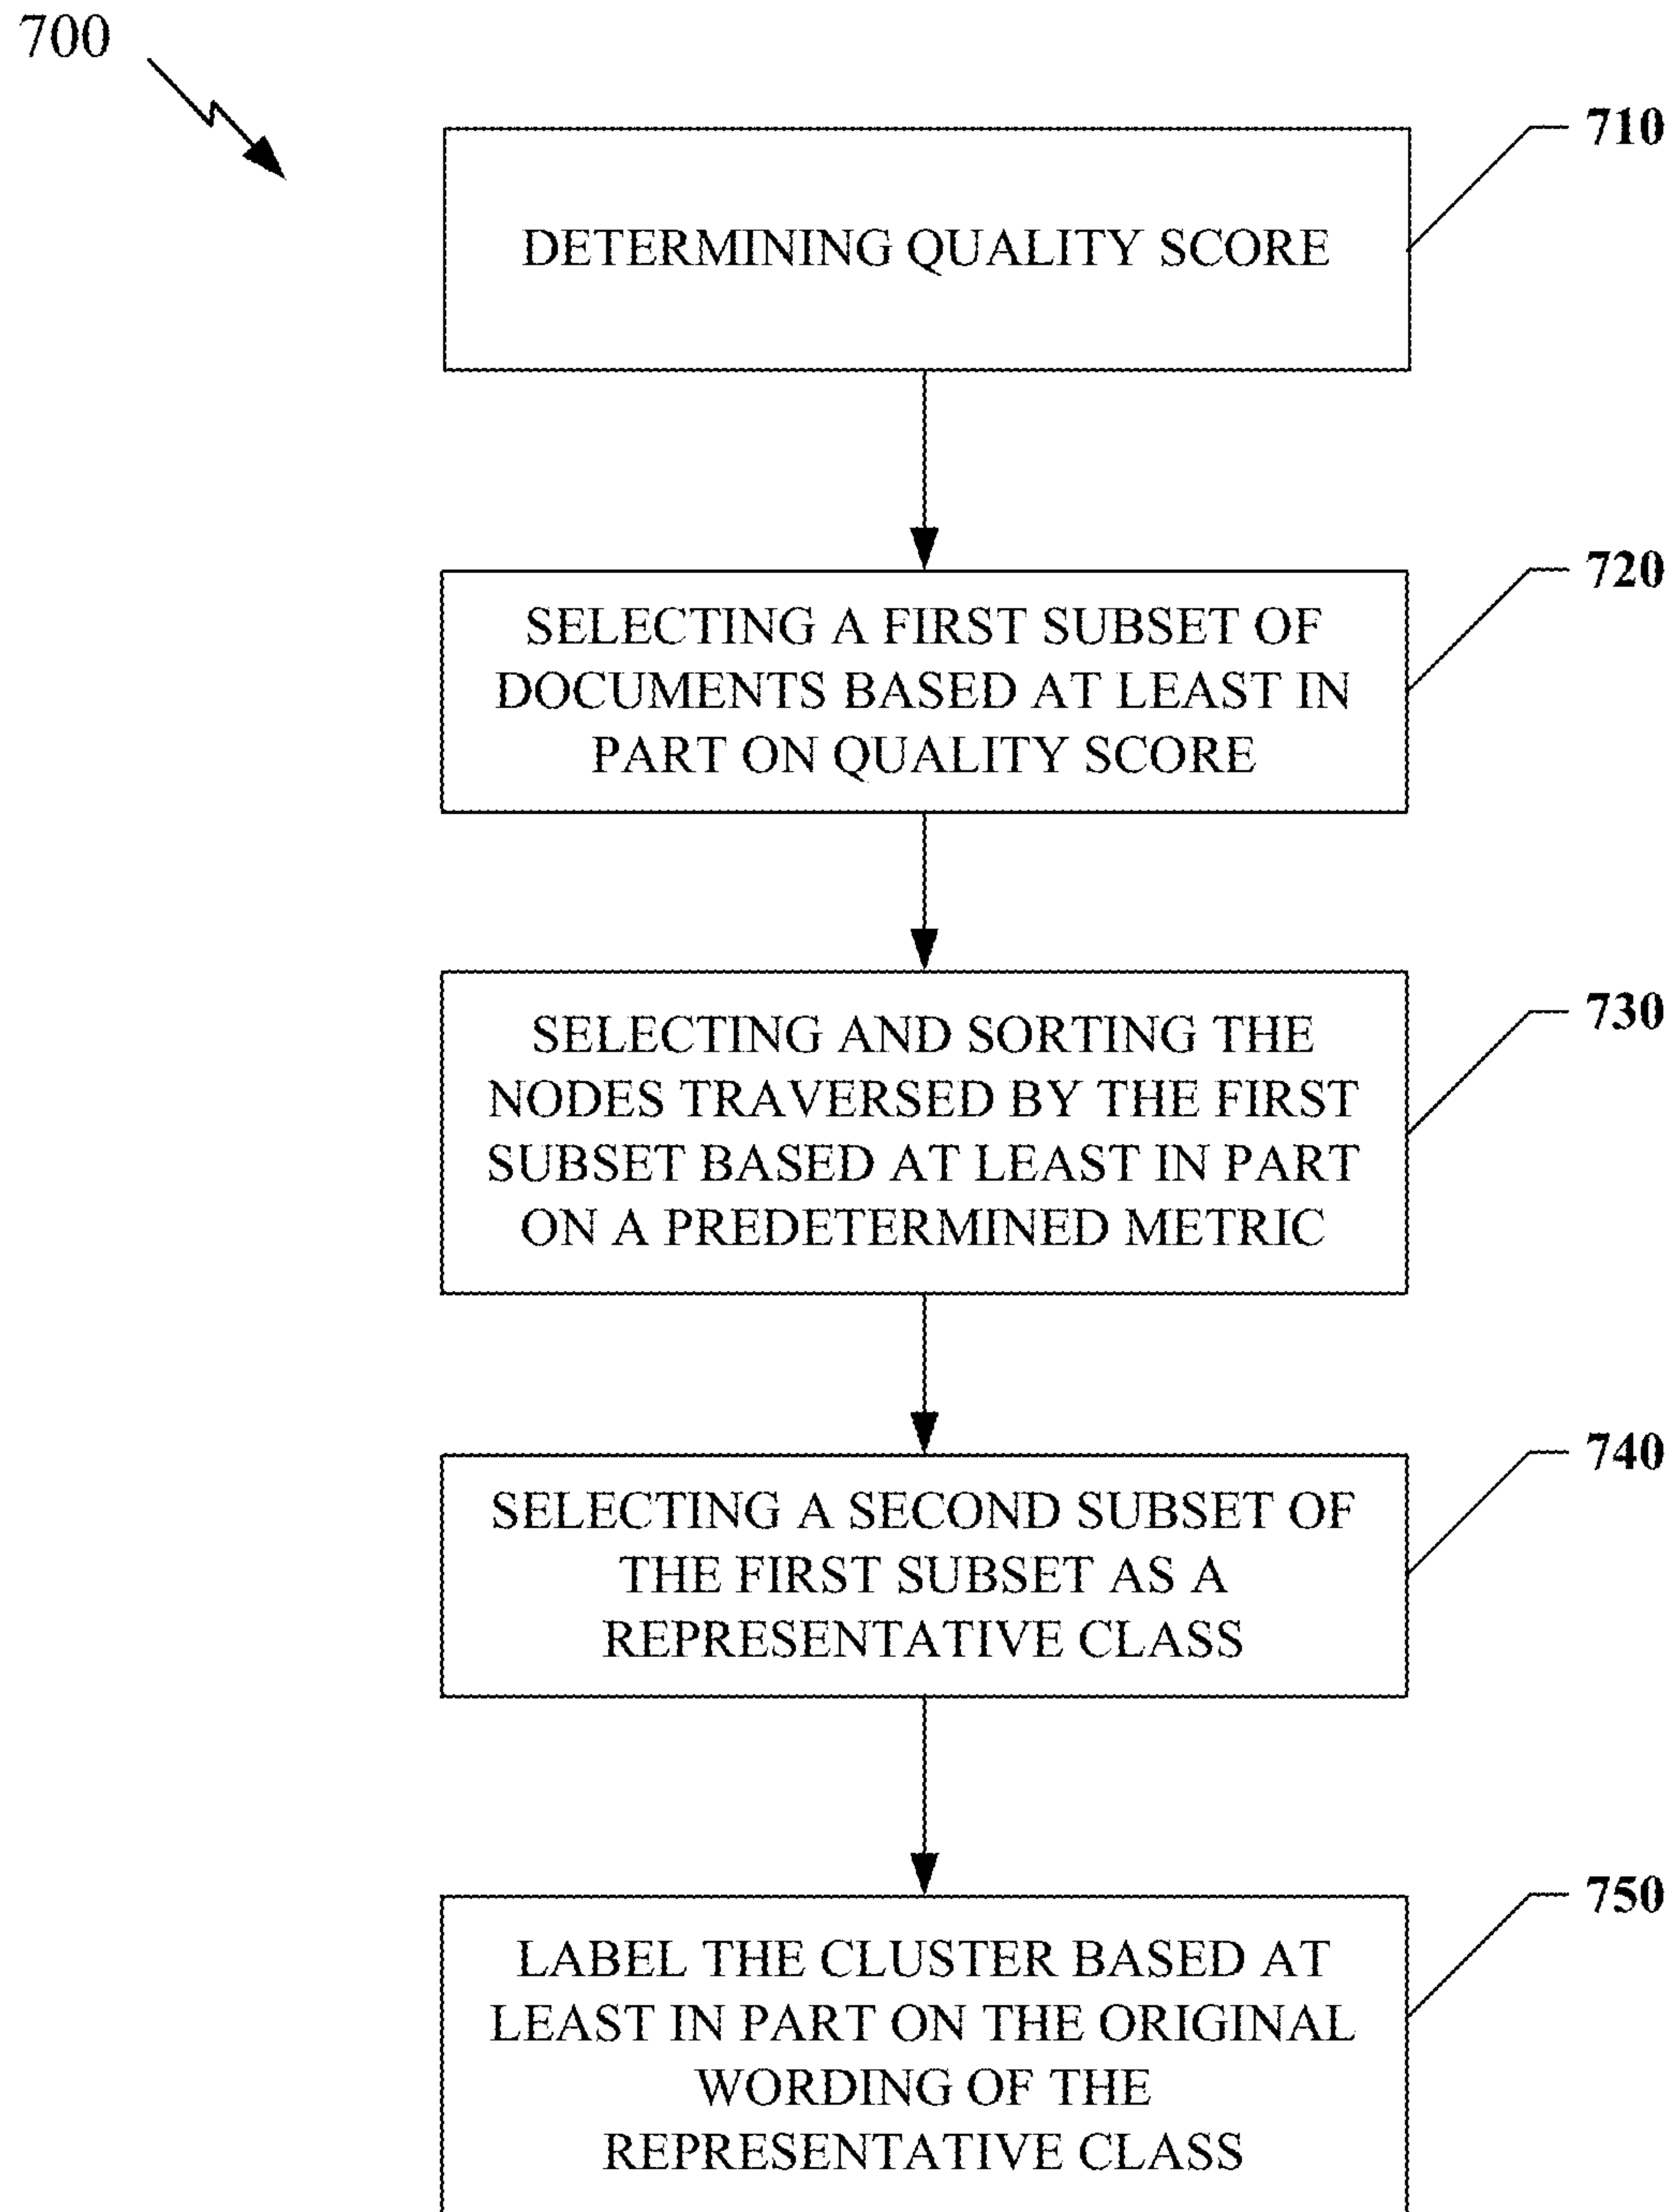 700
710
DETERMINING QUALITY SCORE
720
SELECTING A FIRST SUBSET OF
DOCUMENTS BASED AT LEAST IN
PART ON QUALITY SCORE
730
SELECTING AND SORTING THE
NODES TRAVERSED BY THE FIRST
SUBSET BASED AT LEAST IN PART
ON A PREDETERMINED METRIC
740
SELECTING A SECOND SUBSET OF
THE FIRST SUBSET AS A
REPRESENTATIVE CLASS
750
LABEL THE CLUSTER BASED AT
LEAST IN PART ON THE ORIGINAL
WORDING OF THE
REPRESENTATIVE CLASS